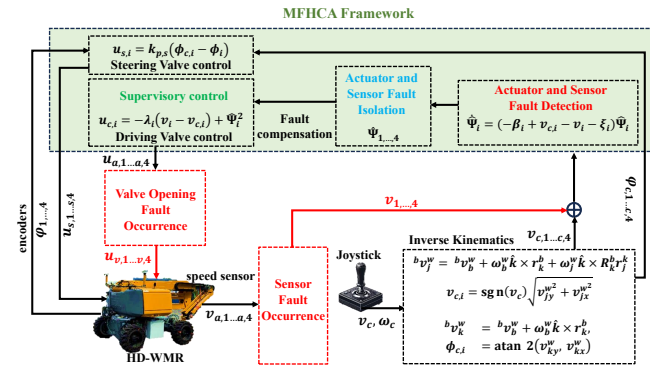 MFHCA Framework
u_{s,i} = k_{p,s}(ϕ_{c,i} − ϕ_i)
Steering Valve control
Supervisory control
u_{c,i} = −λ_i(v_i − v_{c,i}) + Ψ̂_i^2
Driving Valve control
Fault
compensation
Actuator and
Sensor Fault
Isolation
Ψ̂_{1,…,4}
Actuator and Sensor
Fault Detection
Ψ̂̇_i = (−β_i + v_{c,i} − v_i − ξ_i)Ψ̂_i
encoders
φ_{1,…,4}
u_{s,1…s,4}
u_{a,1…a,4}
Valve Opening
Fault
Occurrence
u_{v,1…v,4}
HD-WMR
speed sensor
v_{a,1…a,4}
Sensor
Fault
Occurrence
v_{1,…,4}
Joystick
v_c, ω_c
v_{c,1…c,4}
φ_{c,1…c,4}
Inverse Kinematics
^b v_j^w = ^b v_b^w + ω_b^w k̂ × r_k^b + ω_j^w k̂ × R_k^b r_j^k
v_{c,i} = sgn(v_c) √(v_{jy}^{w 2} + v_{jx}^{w 2})
^b v_k^w = ^b v_b^w + ω_b^w k̂ × r_k^b,
ϕ_{c,i} = atan 2(v_{ky}^w, v_{kx}^w)